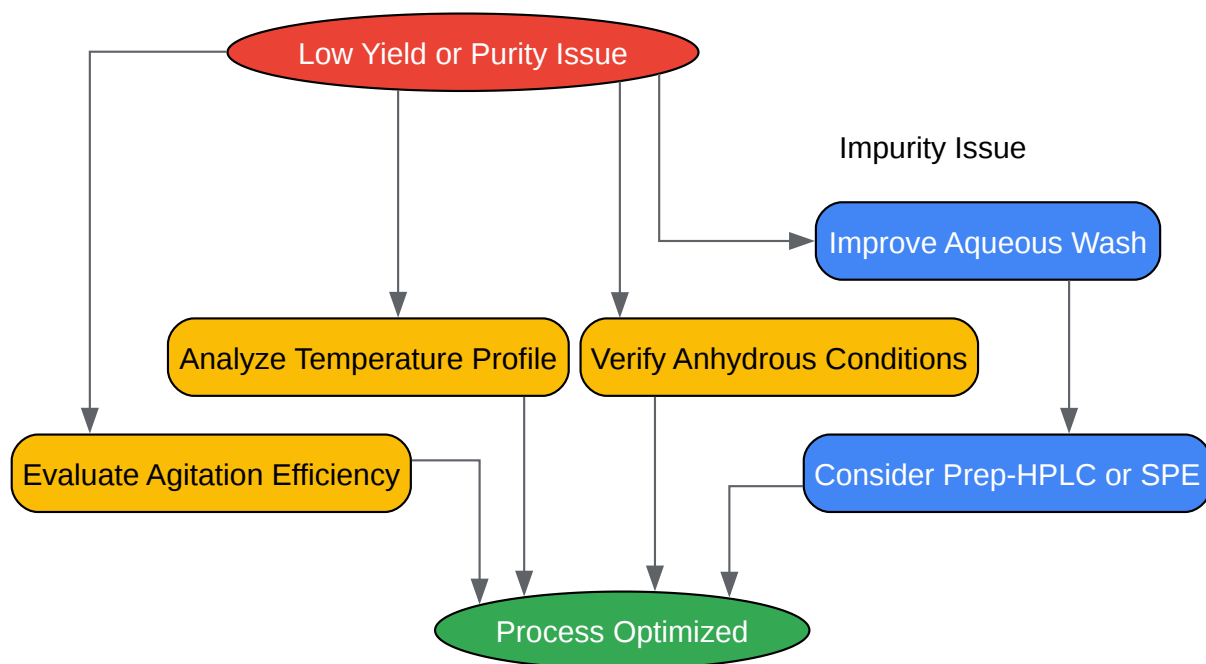 Low Yield or Purity Issue
Impurity Issue
Improve Aqueous Wash
Analyze Temperature Profile
Verify Anhydrous Conditions
Evaluate Agitation Efficiency
Consider Prep-HPLC or SPE
Process Optimized